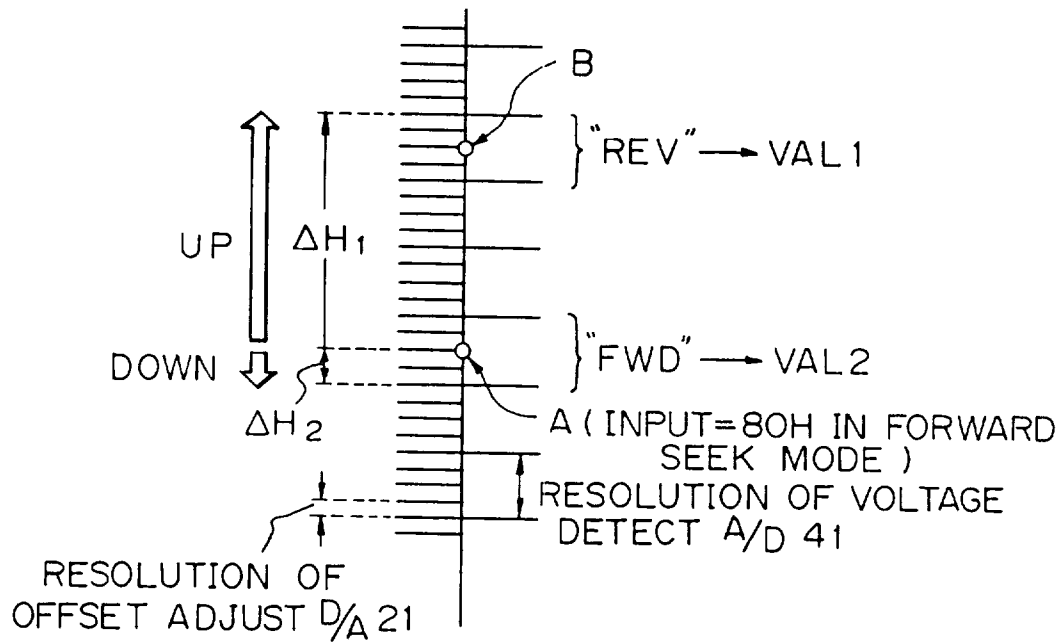 B
"REV" → VAL1
UP
ΔH1
DOWN
"FWD" → VAL2
ΔH2
A (INPUT=80H IN FORWARD
SEEK MODE)
RESOLUTION OF VOLTAGE
DETECT A/D 41
RESOLUTION OF
OFFSET ADJUST D/A 21